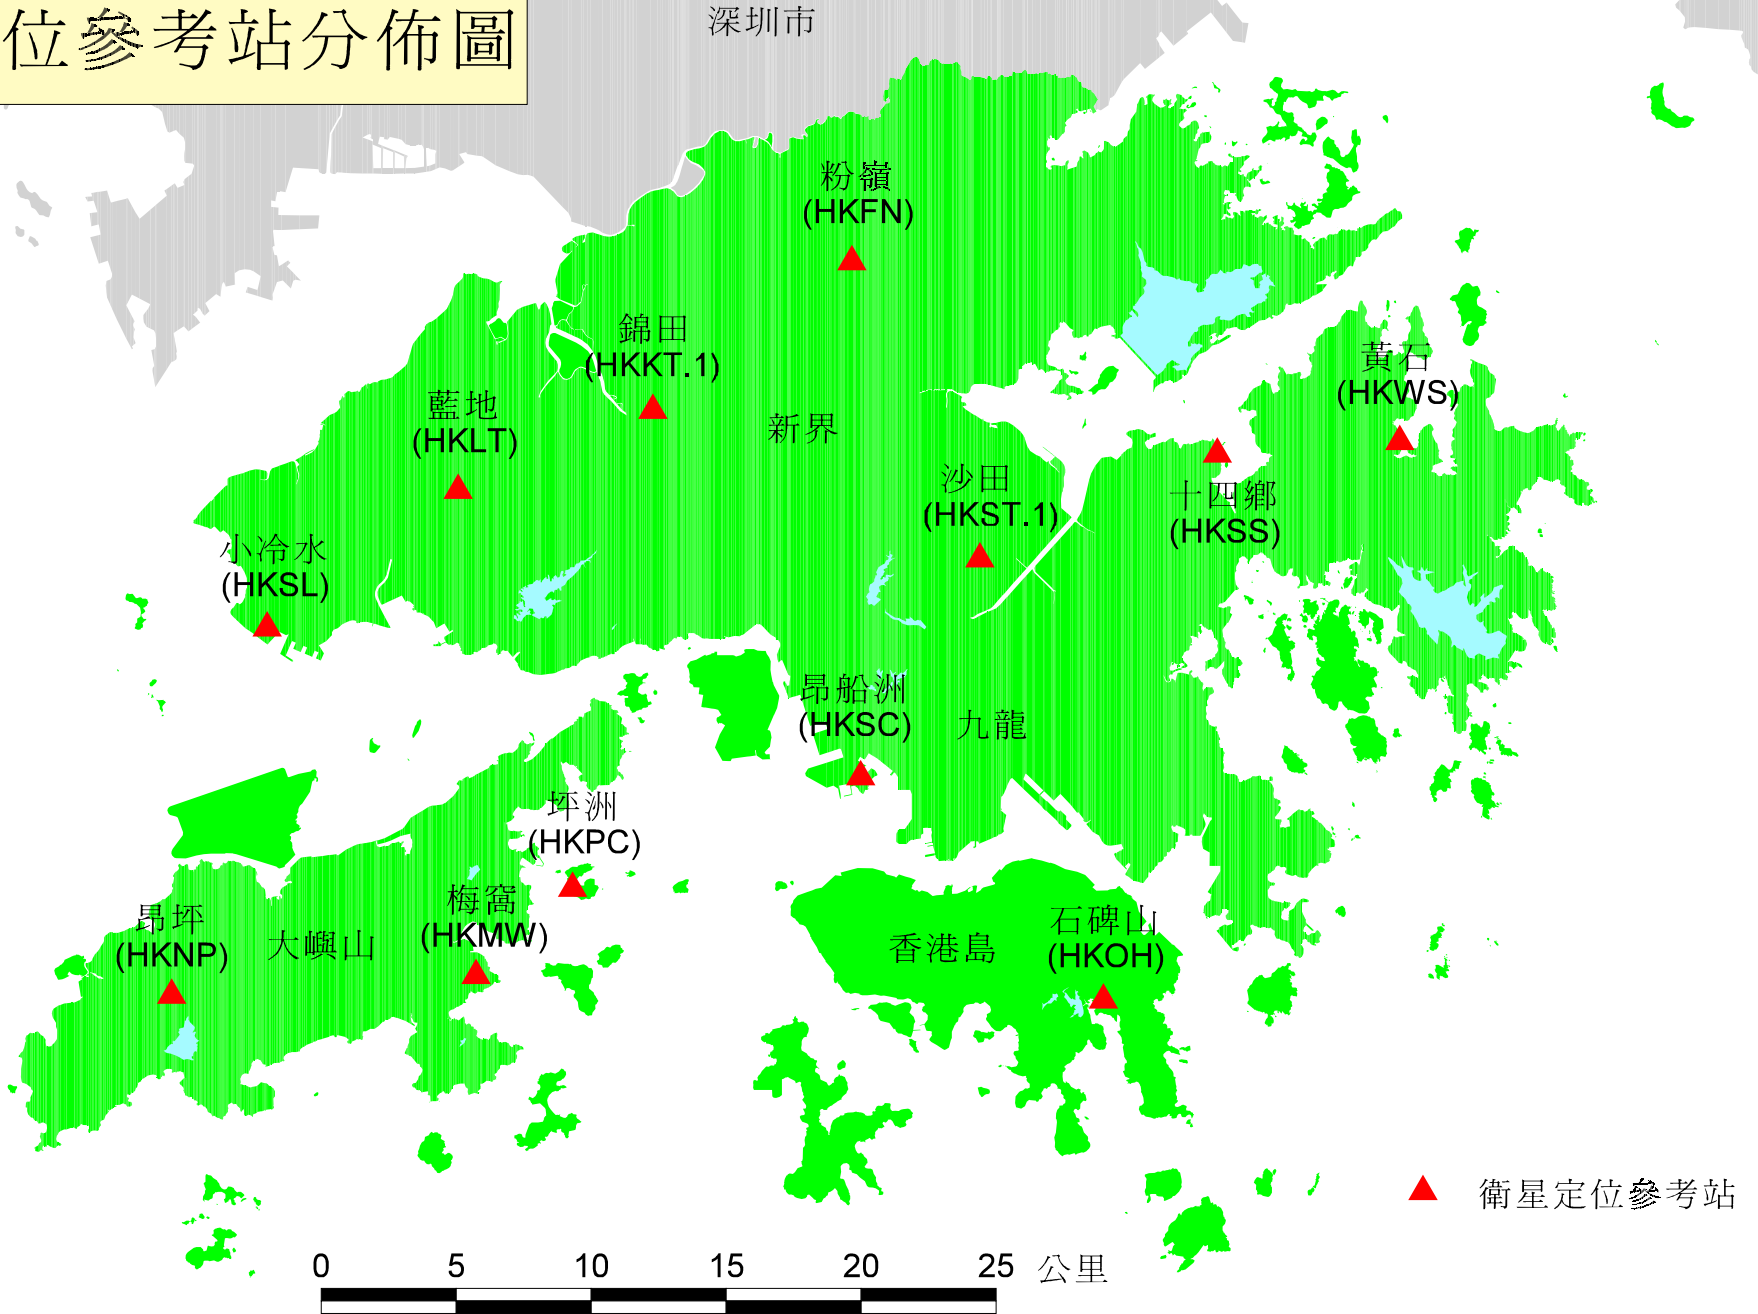 位參考站分佈圖
深圳市
粉嶺
(HKFN)
錦田
(HKKT.1)
黃石
(HKWS)
藍地
(HKLT)
新界
沙田
(HKST.1)
十四鄉
(HKSS)
小冷水
(HKSL)
昂船洲
(HKSC)
九龍
坪洲
(HKPC)
梅窩
(HKMW)
昂坪
(HKNP)
大嶼山
香港島
石碑山
(HKOH)
衛星定位參考站
0 5 10 15 20 25 公里